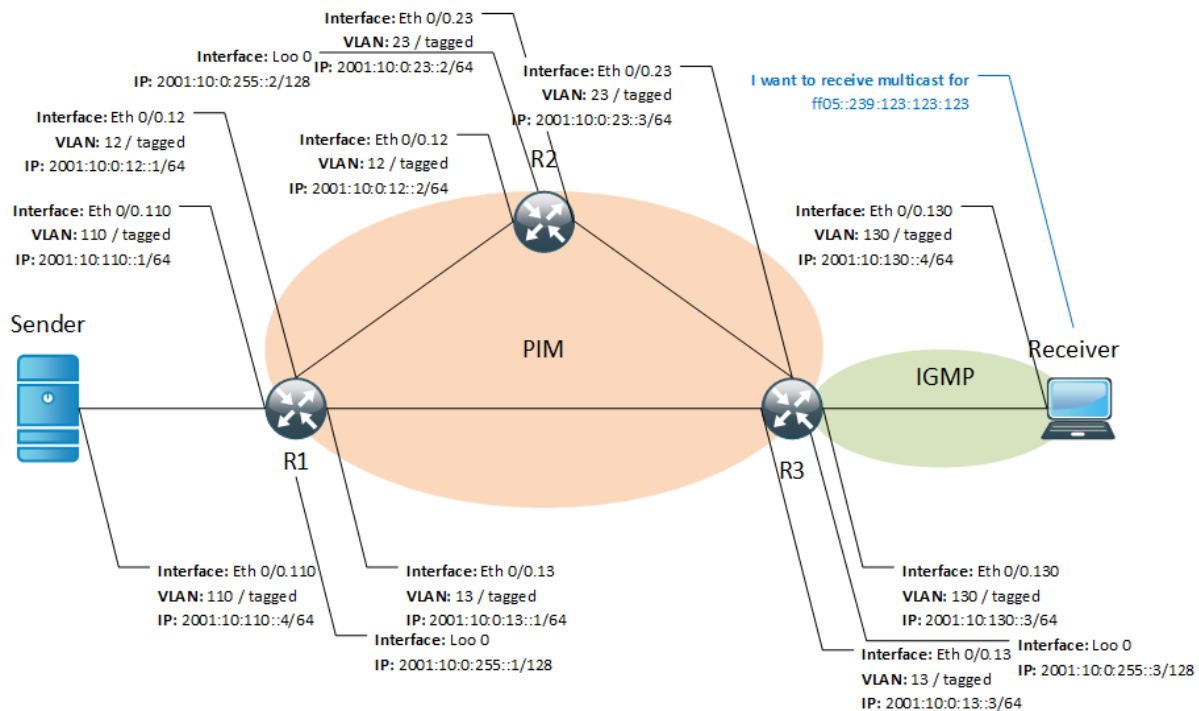 Interface: Eth 0/0.23
VLAN: 23 / tagged
IP: 2001:10:0:23::2/64
Interface: Loo 0
IP: 2001:10:0:255::2/128
Interface: Eth 0/0.23
VLAN: 23 / tagged
IP: 2001:10:0:23::3/64
I want to receive multicast for
ff05::239:123:123:123
Interface: Eth 0/0.12
VLAN: 12 / tagged
IP: 2001:10:0:12::1/64
Interface: Eth 0/0.12
VLAN: 12 / tagged
IP: 2001:10:0:12::2/64
R2
Interface: Eth 0/0.110
VLAN: 110 / tagged
IP: 2001:10:110::1/64
Interface: Eth 0/0.130
VLAN: 130 / tagged
IP: 2001:10:130::4/64
Sender
PIM
Receiver
IGMP
R1
R3
Interface: Eth 0/0.110
VLAN: 110 / tagged
IP: 2001:10:110::4/64
Interface: Eth 0/0.13
VLAN: 13 / tagged
IP: 2001:10:0:13::1/64
Interface: Loo 0
IP: 2001:10:0:255::1/128
Interface: Eth 0/0.130
VLAN: 130 / tagged
IP: 2001:10:130::3/64
Interface: Loo 0
IP: 2001:10:0:255::3/128
Interface: Eth 0/0.13
VLAN: 13 / tagged
IP: 2001:10:0:13::3/64